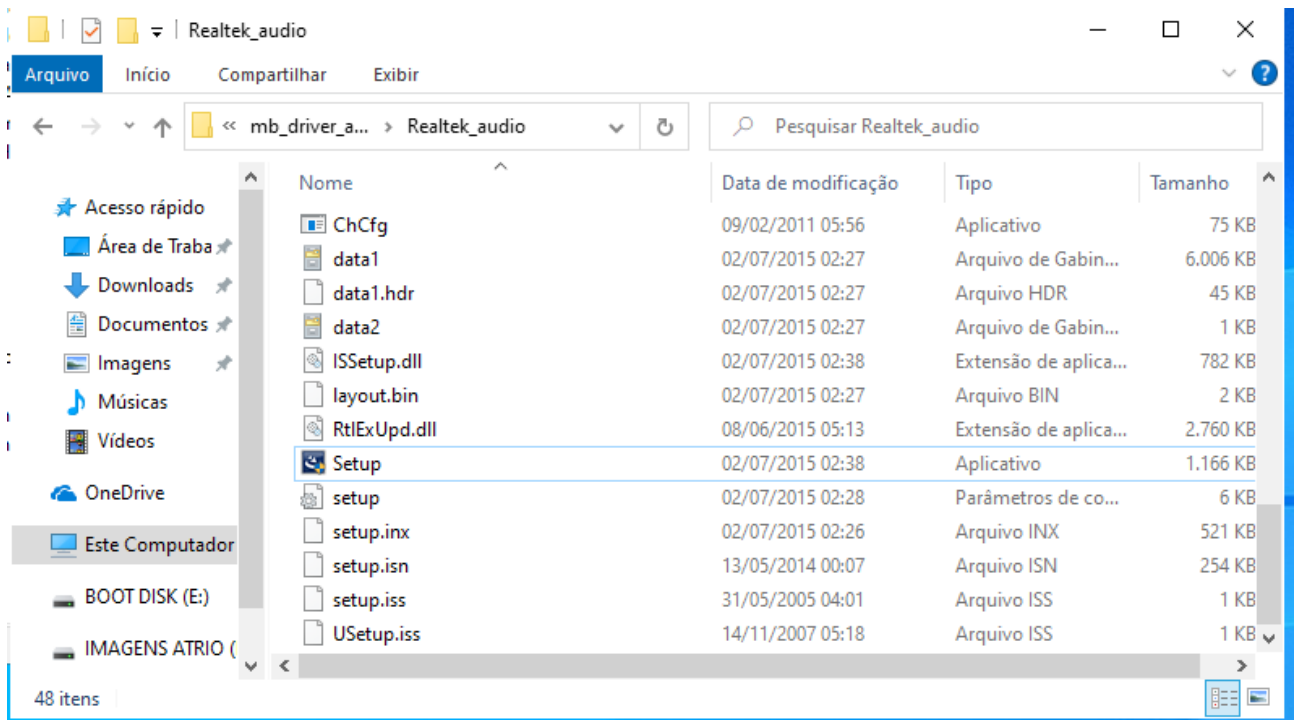 Realtek_audio
Arquivo Início Compartilhar Exibir
« mb_driver_a... › Realtek_audio Pesquisar Realtek_audio
Acesso rápido
Área de Traba
Downloads
Documentos
Imagens
Músicas
Vídeos
OneDrive
Este Computador
BOOT DISK (E:)
IMAGENS ATRIO (
Nome Data de modificação Tipo Tamanho
ChCfg 09/02/2011 05:56 Aplicativo 75 KB
data1 02/07/2015 02:27 Arquivo de Gabin... 6.006 KB
data1.hdr 02/07/2015 02:27 Arquivo HDR 45 KB
data2 02/07/2015 02:27 Arquivo de Gabin... 1 KB
ISSetup.dll 02/07/2015 02:38 Extensão de aplica... 782 KB
layout.bin 02/07/2015 02:27 Arquivo BIN 2 KB
RtlExUpd.dll 08/06/2015 05:13 Extensão de aplica... 2.760 KB
Setup 02/07/2015 02:38 Aplicativo 1.166 KB
setup 02/07/2015 02:28 Parâmetros de co... 6 KB
setup.inx 02/07/2015 02:26 Arquivo INX 521 KB
setup.isn 13/05/2014 00:07 Arquivo ISN 254 KB
setup.iss 31/05/2005 04:01 Arquivo ISS 1 KB
USetup.iss 14/11/2007 05:18 Arquivo ISS 1 KB
48 itens